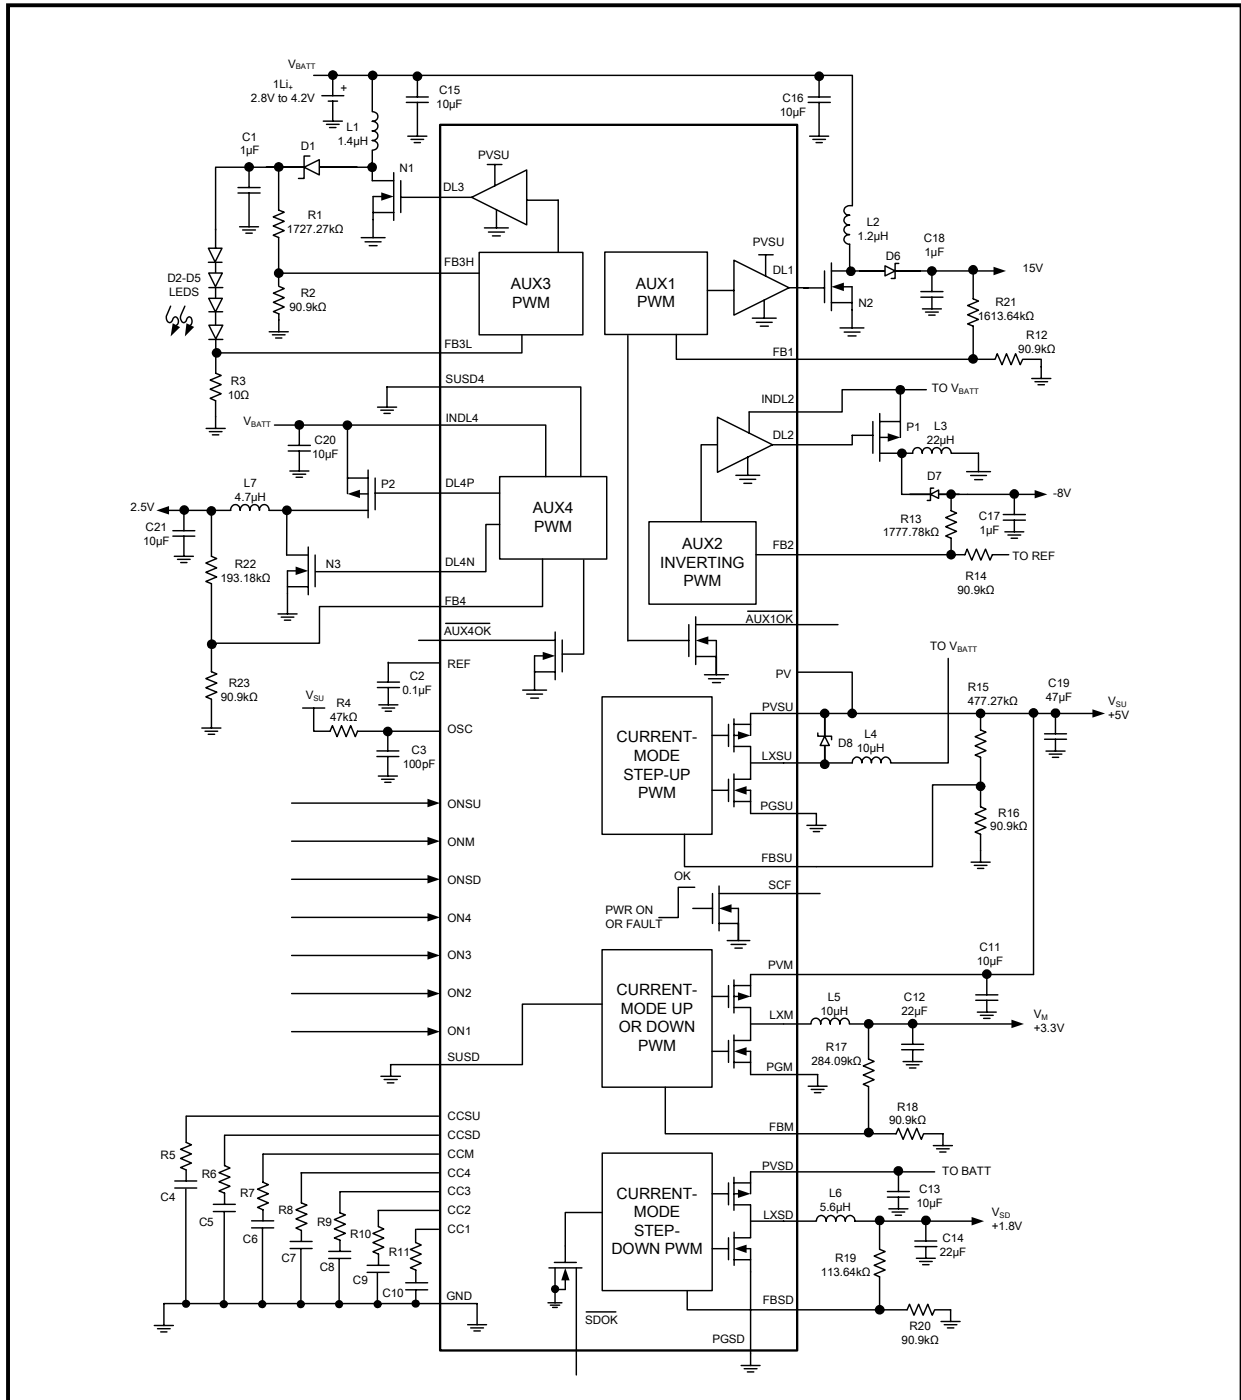 VBATT
1Li+
2.8V to 4.2V
+
C15
10µF
C16
10µF
C1
1µF
D1
L1
1.4µH
N1
DL3
PVSU
R1
1727.27kΩ
FB3H
AUX3
PWM
D2-D5
LEDS
R2
90.9kΩ
FB3L
R3
10Ω
AUX1
PWM
PVSU
DL1
L2
1.2µH
C18
1µF
D6
15V
N2
R21
1613.64kΩ
R12
90.9kΩ
FB1
SUSD4
VBATT
INDL4
C20
10µF
P2
DL4P
L7
4.7µH
2.5V
C21
10µF
AUX4
PWM
R22
193.18kΩ
N3
DL4N
FB4
AUX4OK
R23
90.9kΩ
INDL2
TO VBATT
DL2
P1
L3
22µH
D7
-8V
R13
1777.78kΩ
C17
1µF
AUX2
INVERTING
PWM
FB2
TO REF
R14
90.9kΩ
AUX1OK
REF
C2
0.1µF
VSU
R4
47kΩ
OSC
C3
100pF
TO VBATT
PV
PVSU
R15
477.27kΩ
C19
47µF
VSU
+5V
CURRENT-
MODE
STEP-UP
PWM
D8
L4
10µH
LXSU
PGSU
R16
90.9kΩ
FBSU
ONSU
ONM
ONSD
ON4
ON3
ON2
ON1
SUSD
OK
SCF
PWR ON
OR FAULT
CURRENT-
MODE UP
OR DOWN
PWM
PVM
C11
10µF
L5
10µH
C12
22µF
LXM
VM
+3.3V
R17
284.09kΩ
PGM
R18
90.9kΩ
FBM
CCSU
CCSD
CCM
CC4
CC3
CC2
CC1
R5
R6
R7
R8
R9
R10
R11
C4
C5
C6
C7
C8
C9
C10
GND
CURRENT-
MODE
STEP-
DOWN PWM
PVSD
TO BATT
C13
10µF
L6
5.6µH
LXSD
VSD
+1.8V
C14
22µF
R19
113.64kΩ
FBSD
R20
90.9kΩ
SDOK
PGSD